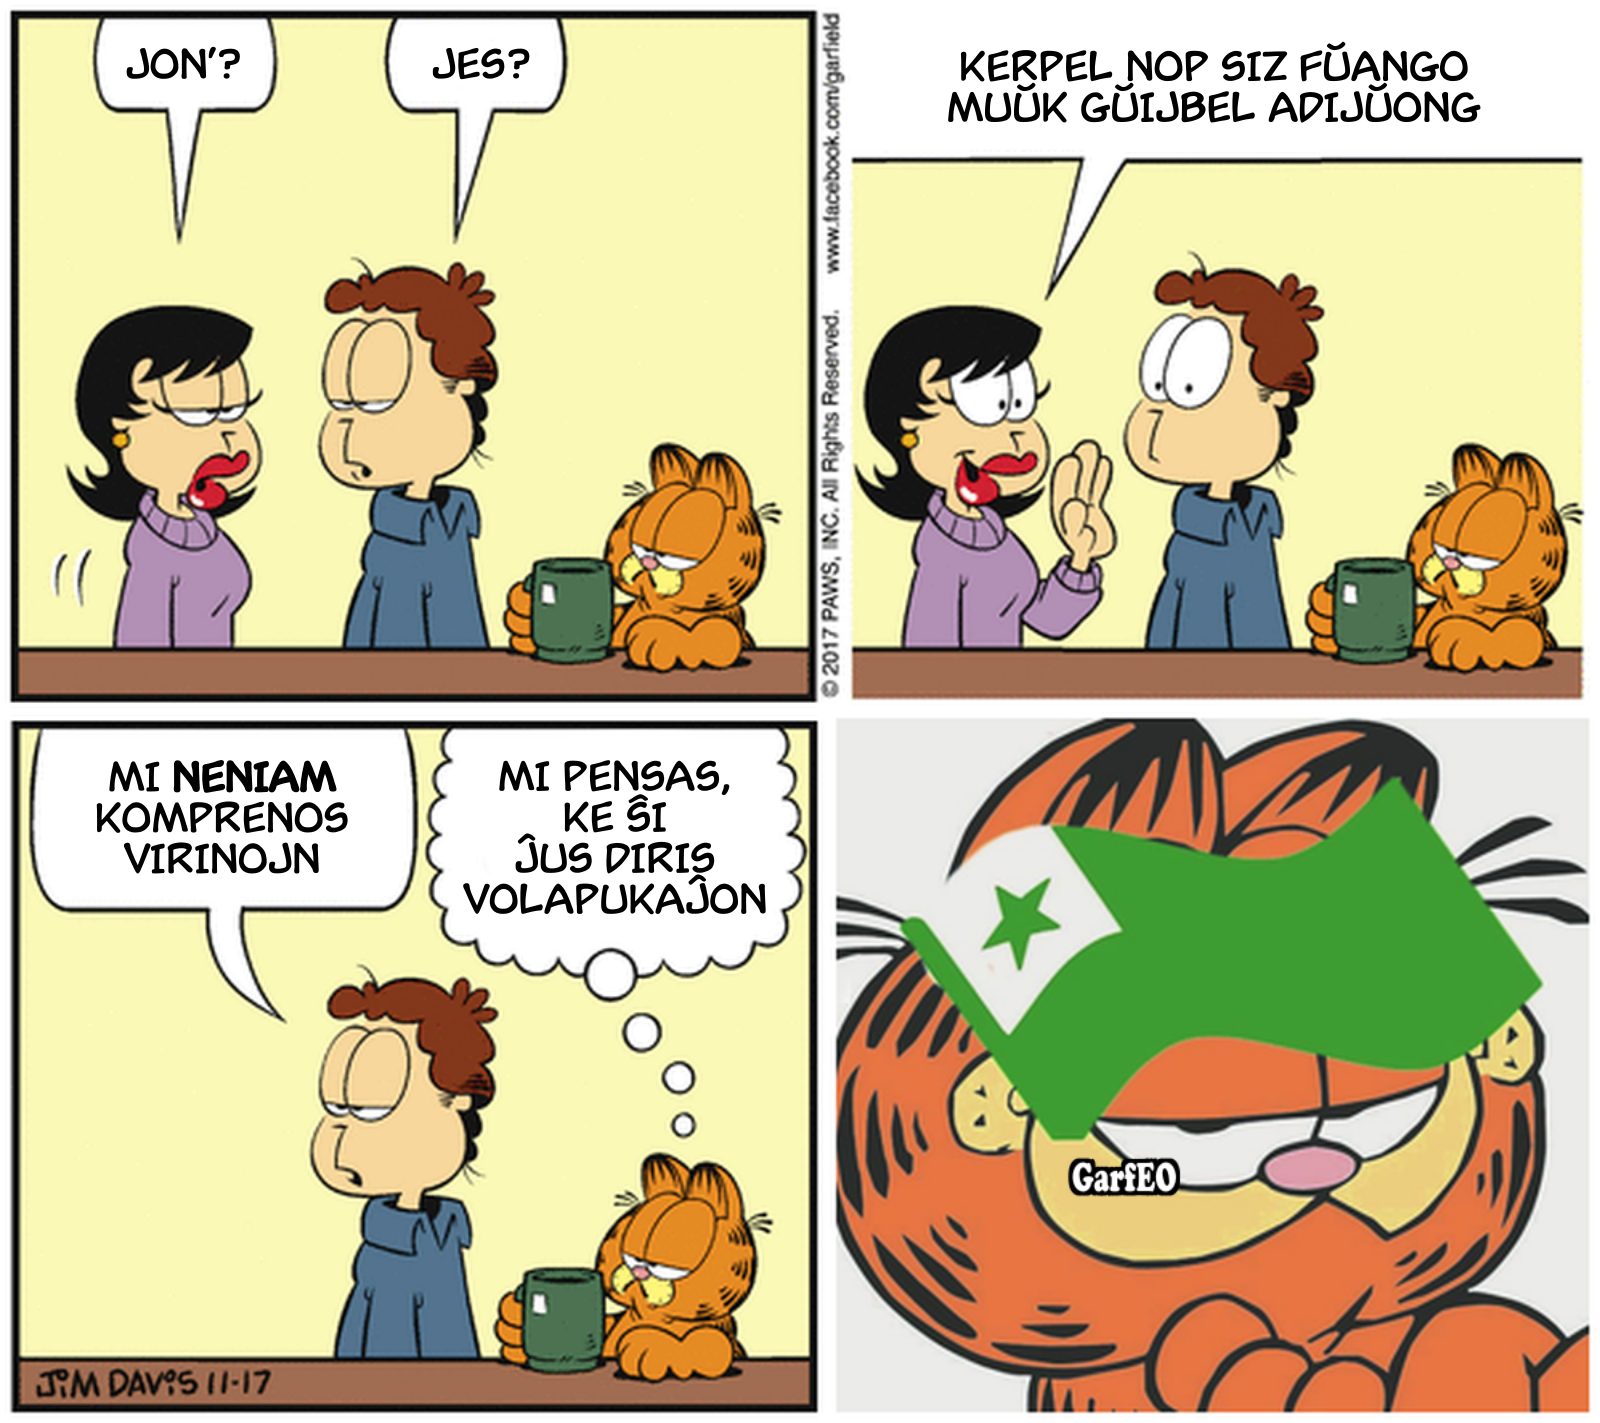 JON'?
JES?
© 2017 PAWS, INC. All Rights Reserved. www.facebook.com/garfield
KERPEL NOP SIZ FŬANGO
MUŬK GŬIJBEL ADIJŬONG
MI NENIAM
KOMPRENOS
VIRINOJN
MI PENSAS,
KE ŜI
ĴUS DIRIS
VOLAPUKAĴON
JiM DAViS 11-17
GarfEO